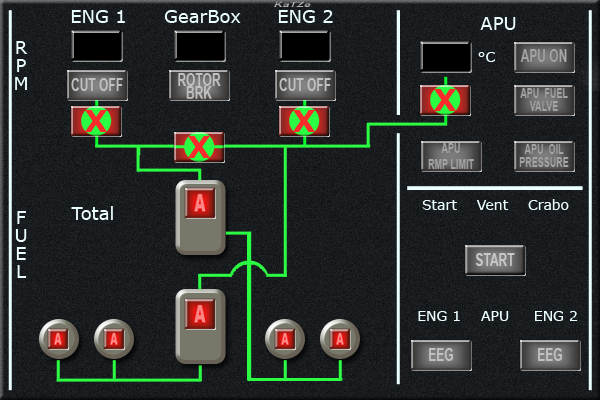 KaTZe
ENG 1 GearBox ENG 2
APU
RPM
°C
APU ON
CUT OFF
ROTOR
BRK
CUT OFF
APU FUEL
VALVE
X
X
X
X
APU
RMP LIMIT
APU OIL
PRESSURE
FUEL
Total
A
A
Start Vent Crabo
START
ENG 1 APU ENG 2
A
A
A
A
EEG
EEG